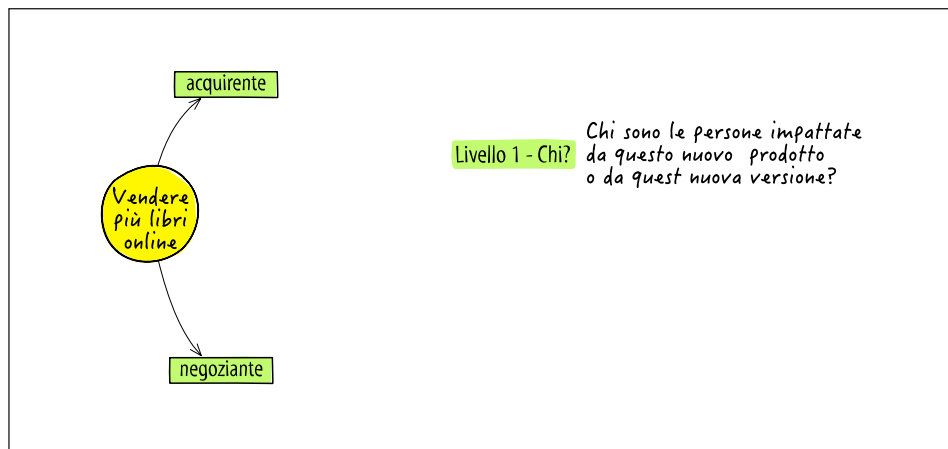 acquirente
Vendere
più libri
online
negoziante
Livello 1 - Chi?
Chi sono le persone impattate
da questo nuovo prodotto
o da quest nuova versione?